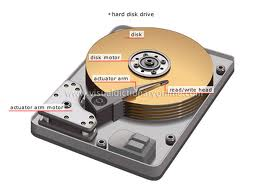 • hard disk drive
disk
disk motor
actuator arm
read/write head
actuator arm motor